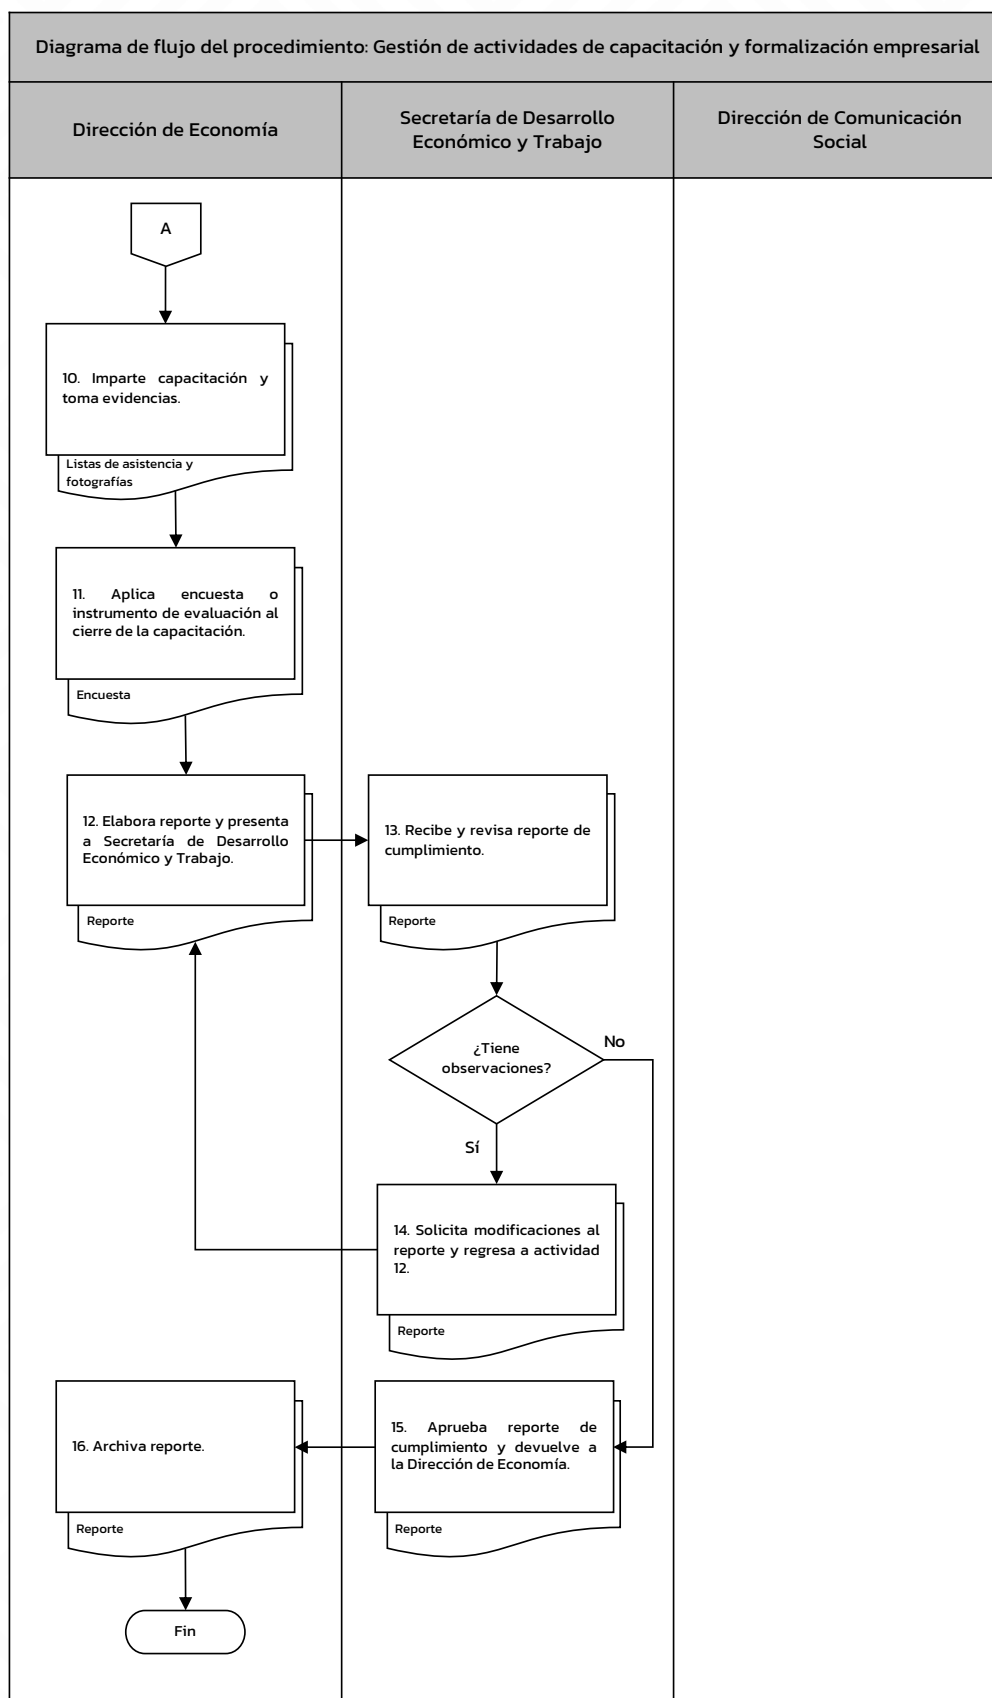 Diagrama de flujo del procedimiento: Gestión de actividades de capacitación y formalización empresarial
Dirección de Economía
Secretaría de Desarrollo
Económico y Trabajo
Dirección de Comunicación
Social
A
10. Imparte capacitación y
toma evidencias.
Listas de asistencia y
fotografías
11. Aplica encuesta o
instrumento de evaluación al
cierre de la capacitación.
Encuesta
12. Elabora reporte y presenta
a Secretaría de Desarrollo
Económico y Trabajo.
Reporte
13. Recibe y revisa reporte de
cumplimiento.
Reporte
¿Tiene
observaciones?
No
Sí
14. Solicita modificaciones al
reporte y regresa a actividad
12.
Reporte
15. Aprueba reporte de
cumplimiento y devuelve a
la Dirección de Economía.
Reporte
16. Archiva reporte.
Reporte
Fin